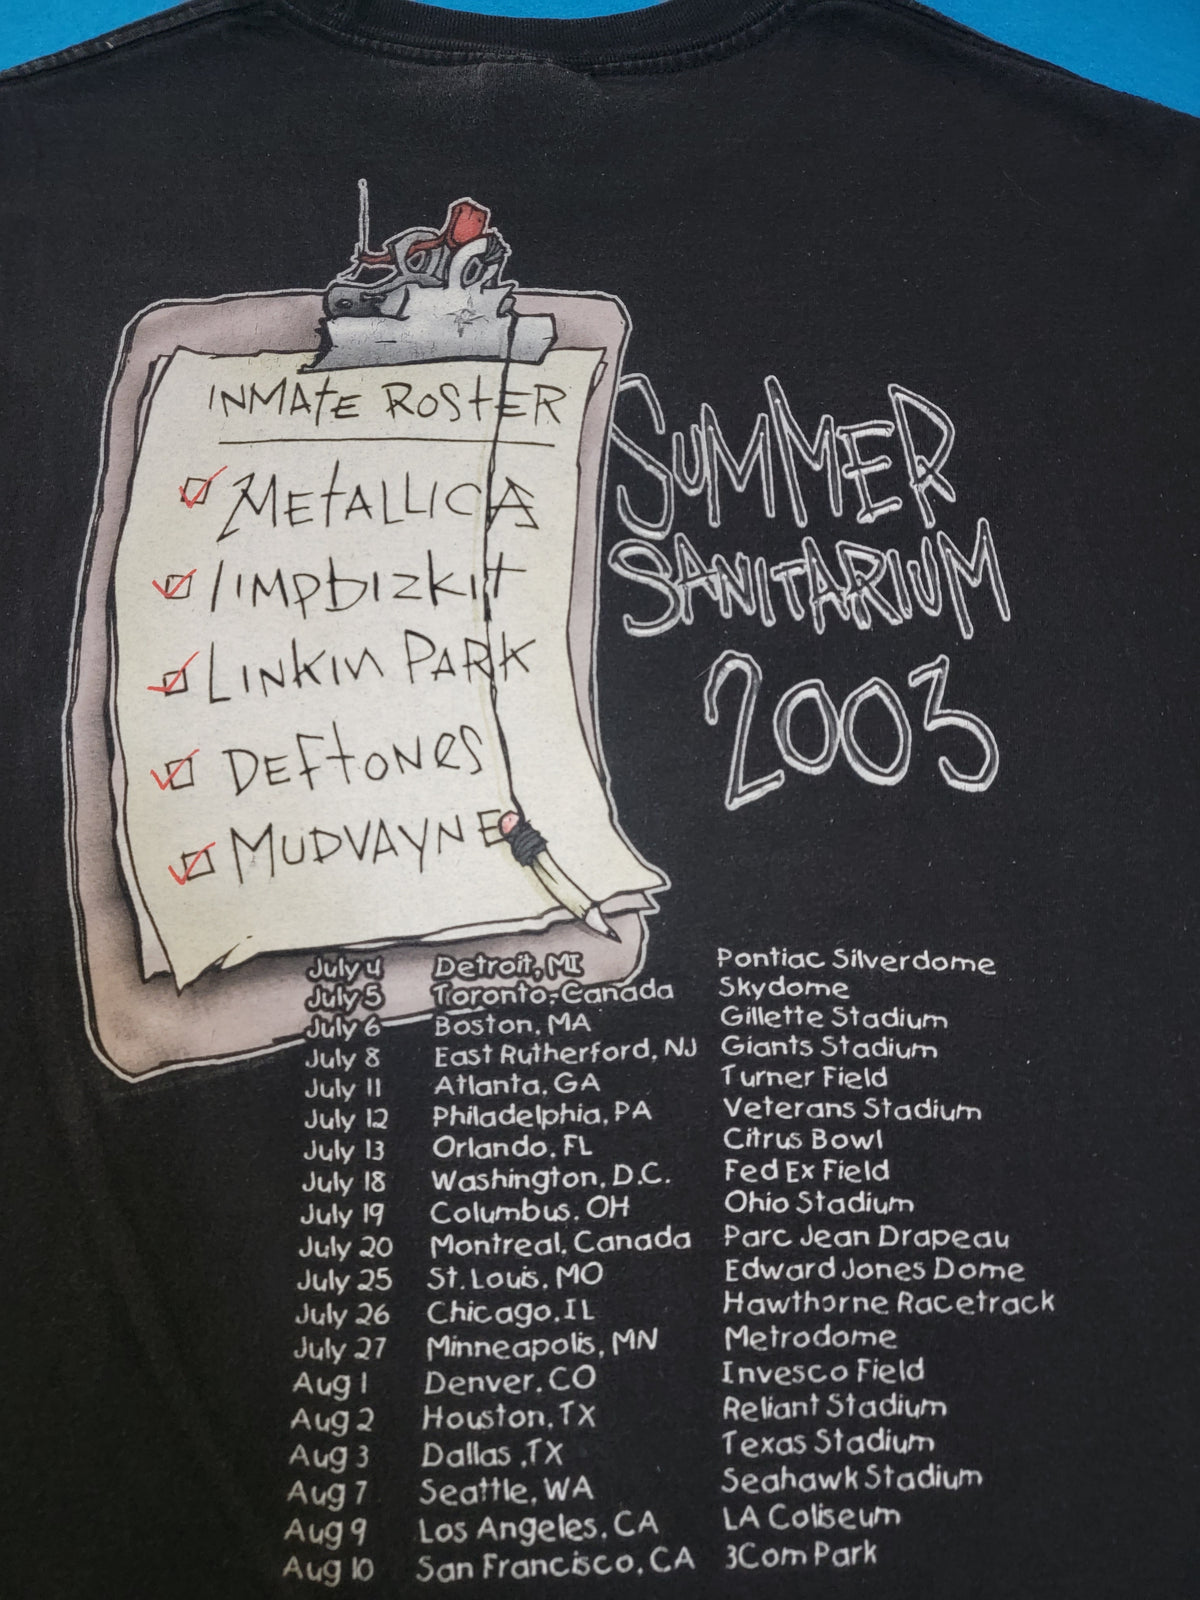 INMATE ROSTER
METALLICA
limpbizkit
LINKIN PARK
DEFTONES
MUDVAYNE
SUMMER
SANITARIUM
2003
July 4 Detroit, MI Pontiac Silverdome
July 5 Toronto, Canada Skydome
July 6 Boston, MA Gillette Stadium
July 8 East Rutherford, NJ Giants Stadium
July 11 Atlanta, GA Turner Field
July 12 Philadelphia, PA Veterans Stadium
July 13 Orlando, FL Citrus Bowl
July 18 Washington, D.C. Fed Ex Field
July 19 Columbus, OH Ohio Stadium
July 20 Montreal, Canada Parc Jean Drapeau
July 25 St. Louis, MO Edward Jones Dome
July 26 Chicago, IL Hawthorne Racetrack
July 27 Minneapolis, MN Metrodome
Aug 1 Denver, CO Invesco Field
Aug 2 Houston, TX Reliant Stadium
Aug 3 Dallas ,TX Texas Stadium
Aug 7 Seattle, WA Seahawk Stadium
Aug 9 Los Angeles, CA LA Coliseum
Aug 10 San Francisco, CA 3Com Park